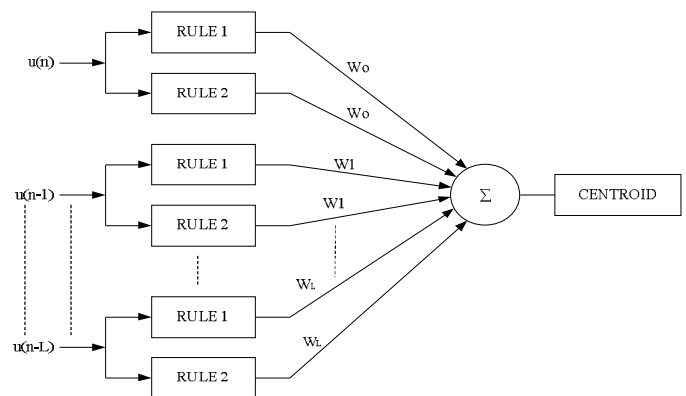 RULE 1
Wo
u(n)
RULE 2
Wo
RULE 1
W1
u(n-1)
W1
RULE 2
Σ
CENTROID
RULE 1
WL
u(n-L)
WL
RULE 2